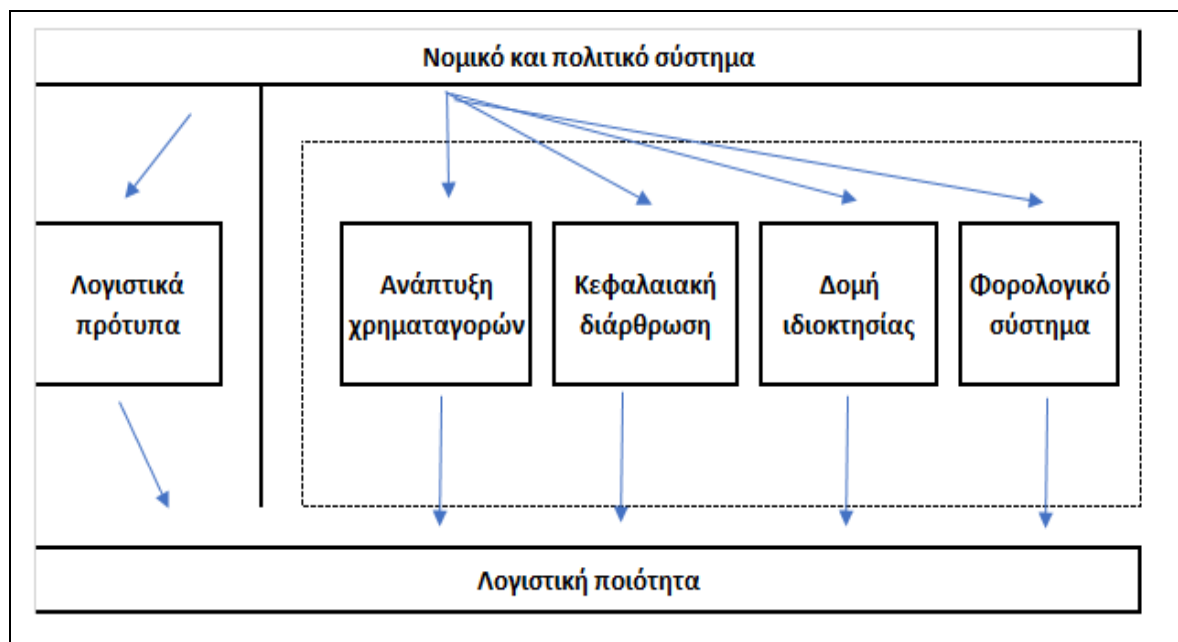 Νομικό και πολιτικό σύστημα
Λογιστικά
πρότυπα
Ανάπτυξη
χρηματαγορών
Κεφαλαιακή
διάρθρωση
Δομή
ιδιοκτησίας
Φορολογικό
σύστημα
Λογιστική ποιότητα